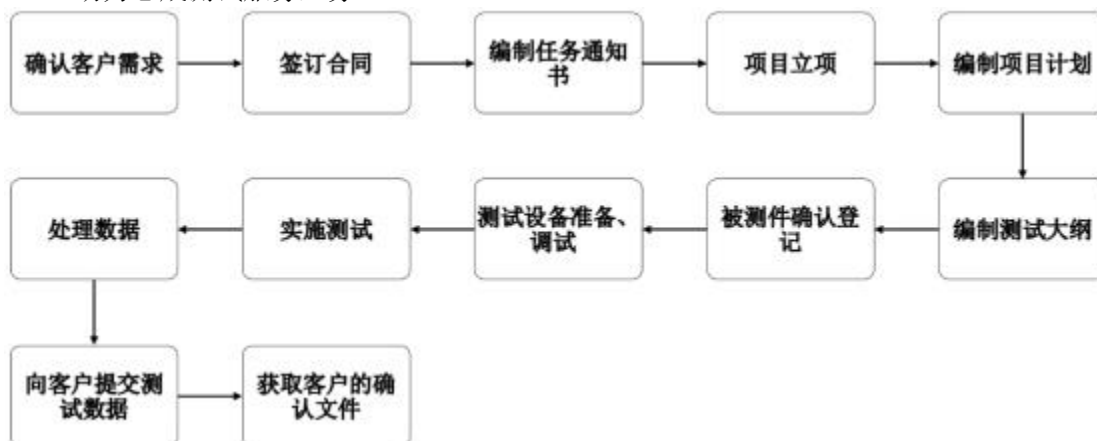 确认客户需求
签订合同
编制任务通知
书
项目立项
编制项目计划
编制测试大纲
被测件确认登
记
测试设备准备、
调试
实施测试
处理数据
向客户提交测
试数据
获取客户的确
认文件